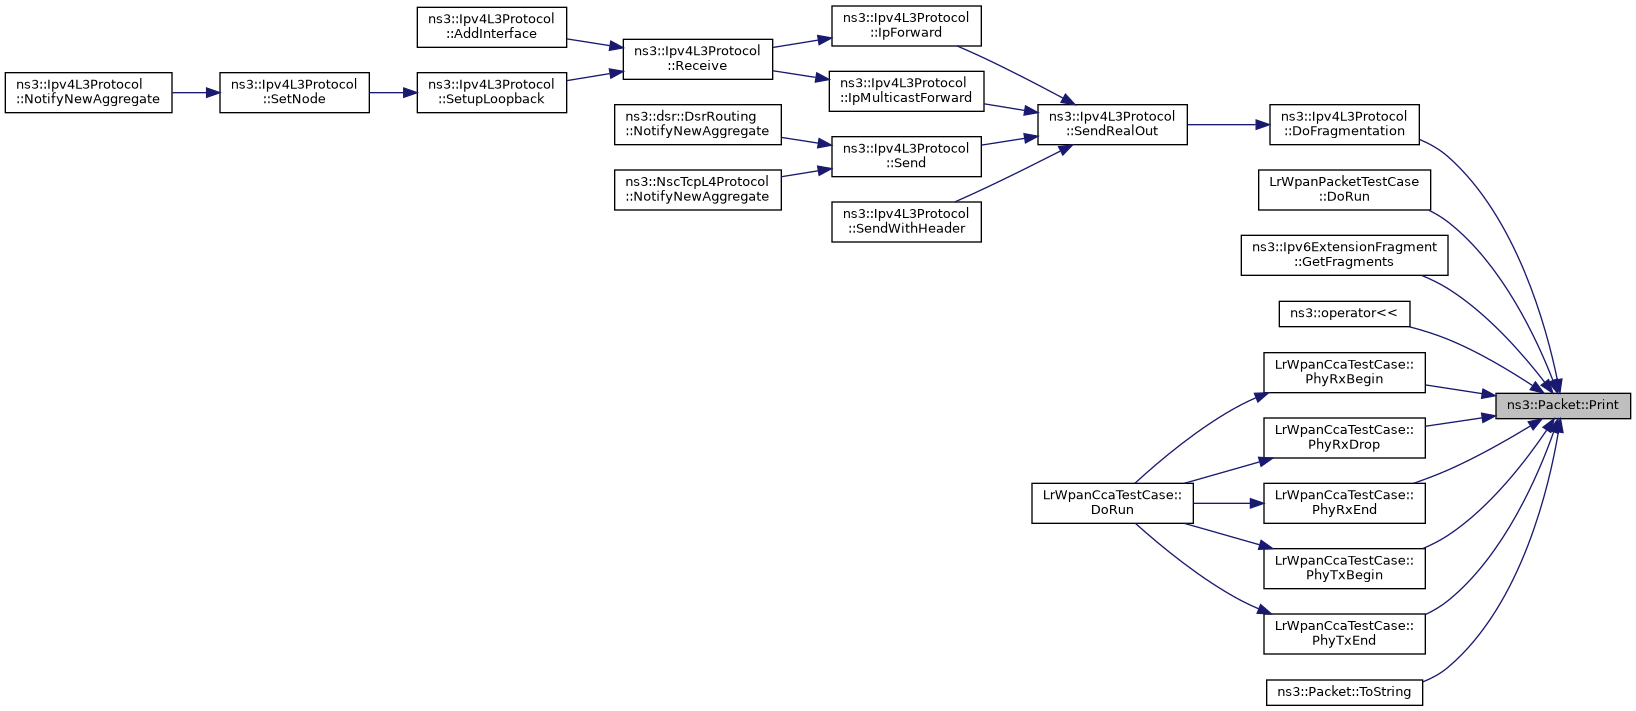 ns3::Ipv4L3Protocol
::NotifyNewAggregate
ns3::Ipv4L3Protocol
::SetNode
ns3::Ipv4L3Protocol
::AddInterface
ns3::Ipv4L3Protocol
::SetupLoopback
ns3::Ipv4L3Protocol
::Receive
ns3::dsr::DsrRouting
::NotifyNewAggregate
ns3::NscTcpL4Protocol
::NotifyNewAggregate
ns3::Ipv4L3Protocol
::IpForward
ns3::Ipv4L3Protocol
::IpMulticastForward
ns3::Ipv4L3Protocol
::Send
ns3::Ipv4L3Protocol
::SendWithHeader
ns3::Ipv4L3Protocol
::SendRealOut
LrWpanCcaTestCase::
DoRun
ns3::Ipv4L3Protocol
::DoFragmentation
LrWpanPacketTestCase
::DoRun
ns3::Ipv6ExtensionFragment
::GetFragments
ns3::operator<<
LrWpanCcaTestCase::
PhyRxBegin
LrWpanCcaTestCase::
PhyRxDrop
LrWpanCcaTestCase::
PhyRxEnd
LrWpanCcaTestCase::
PhyTxBegin
LrWpanCcaTestCase::
PhyTxEnd
ns3::Packet::ToString
ns3::Packet::Print